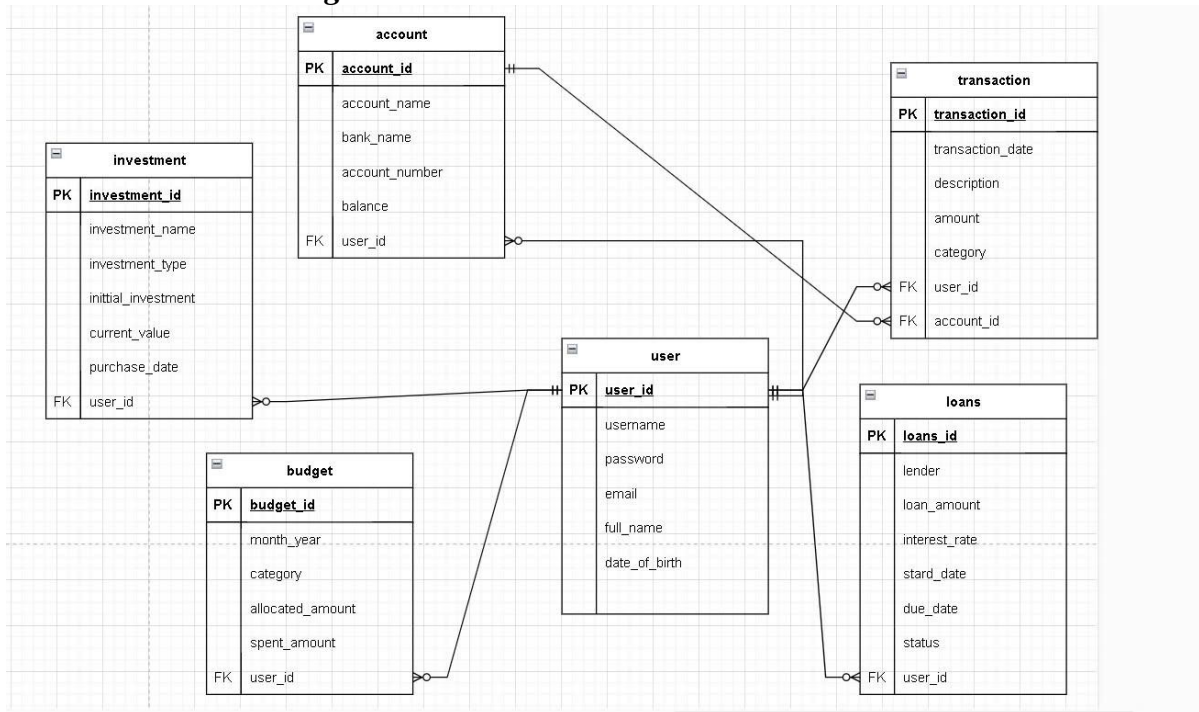 account
PK account_id
account_name
bank_name
account_number
balance
FK user_id
transaction
PK transaction_id
transaction_date
description
amount
category
FK user_id
FK account_id
investment
PK investment_id
investment_name
investment_type
inittial_investment
current_value
purchase_date
FK user_id
user
PK user_id
username
password
email
full_name
date_of_birth
loans
PK loans_id
lender
loan_amount
interest_rate
stard_date
due_date
status
FK user_id
budget
PK budget_id
month_year
category
allocated_amount
spent_amount
FK user_id